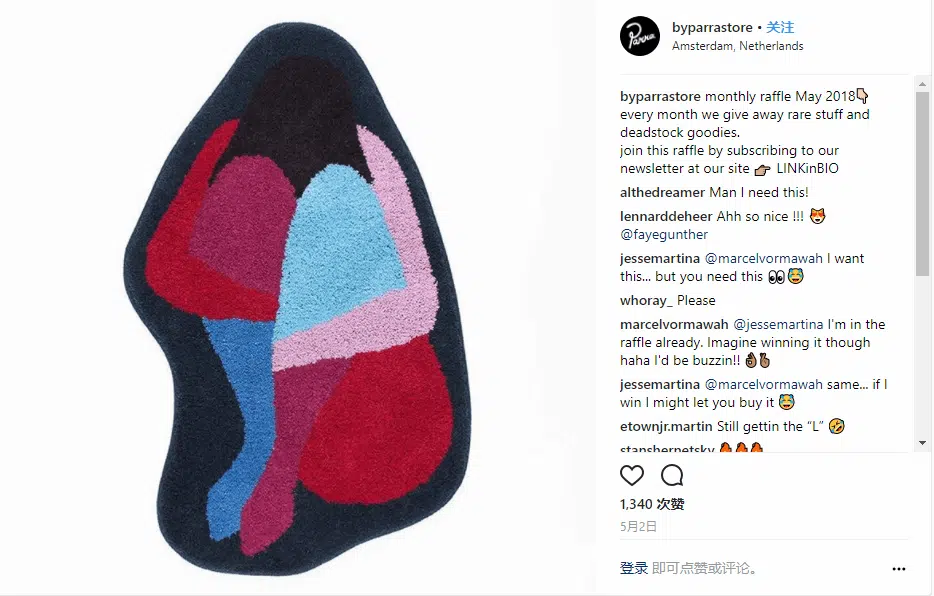 Parra
byparrastore • 关注
Amsterdam, Netherlands
byparrastore monthly raffle May 2018👇🏻
every month we give away rare stuff and
deadstock goodies.
join this raffle by subscribing to our
newsletter at our site 👉🏽 LINKinBIO
althedreamer Man I need this!
lennarddeheer Ahh so nice !!! 😻
@fayegunther
jessemartina @marcelvormawah I want
this... but you need this 👀😅
whoray_ Please
marcelvormawah @jessemartina I'm in the
raffle already. Imagine winning it though
haha I'd be buzzin!! 👌🏾🤞🏾
jessemartina @marcelvormawah same... if I
win I might let you buy it 😅
etownjr.martin Still gettin the “L” 🤣
stanshernetsky 🔥🔥🔥
1,340 次赞
5月2日
登录 即可点赞或评论。